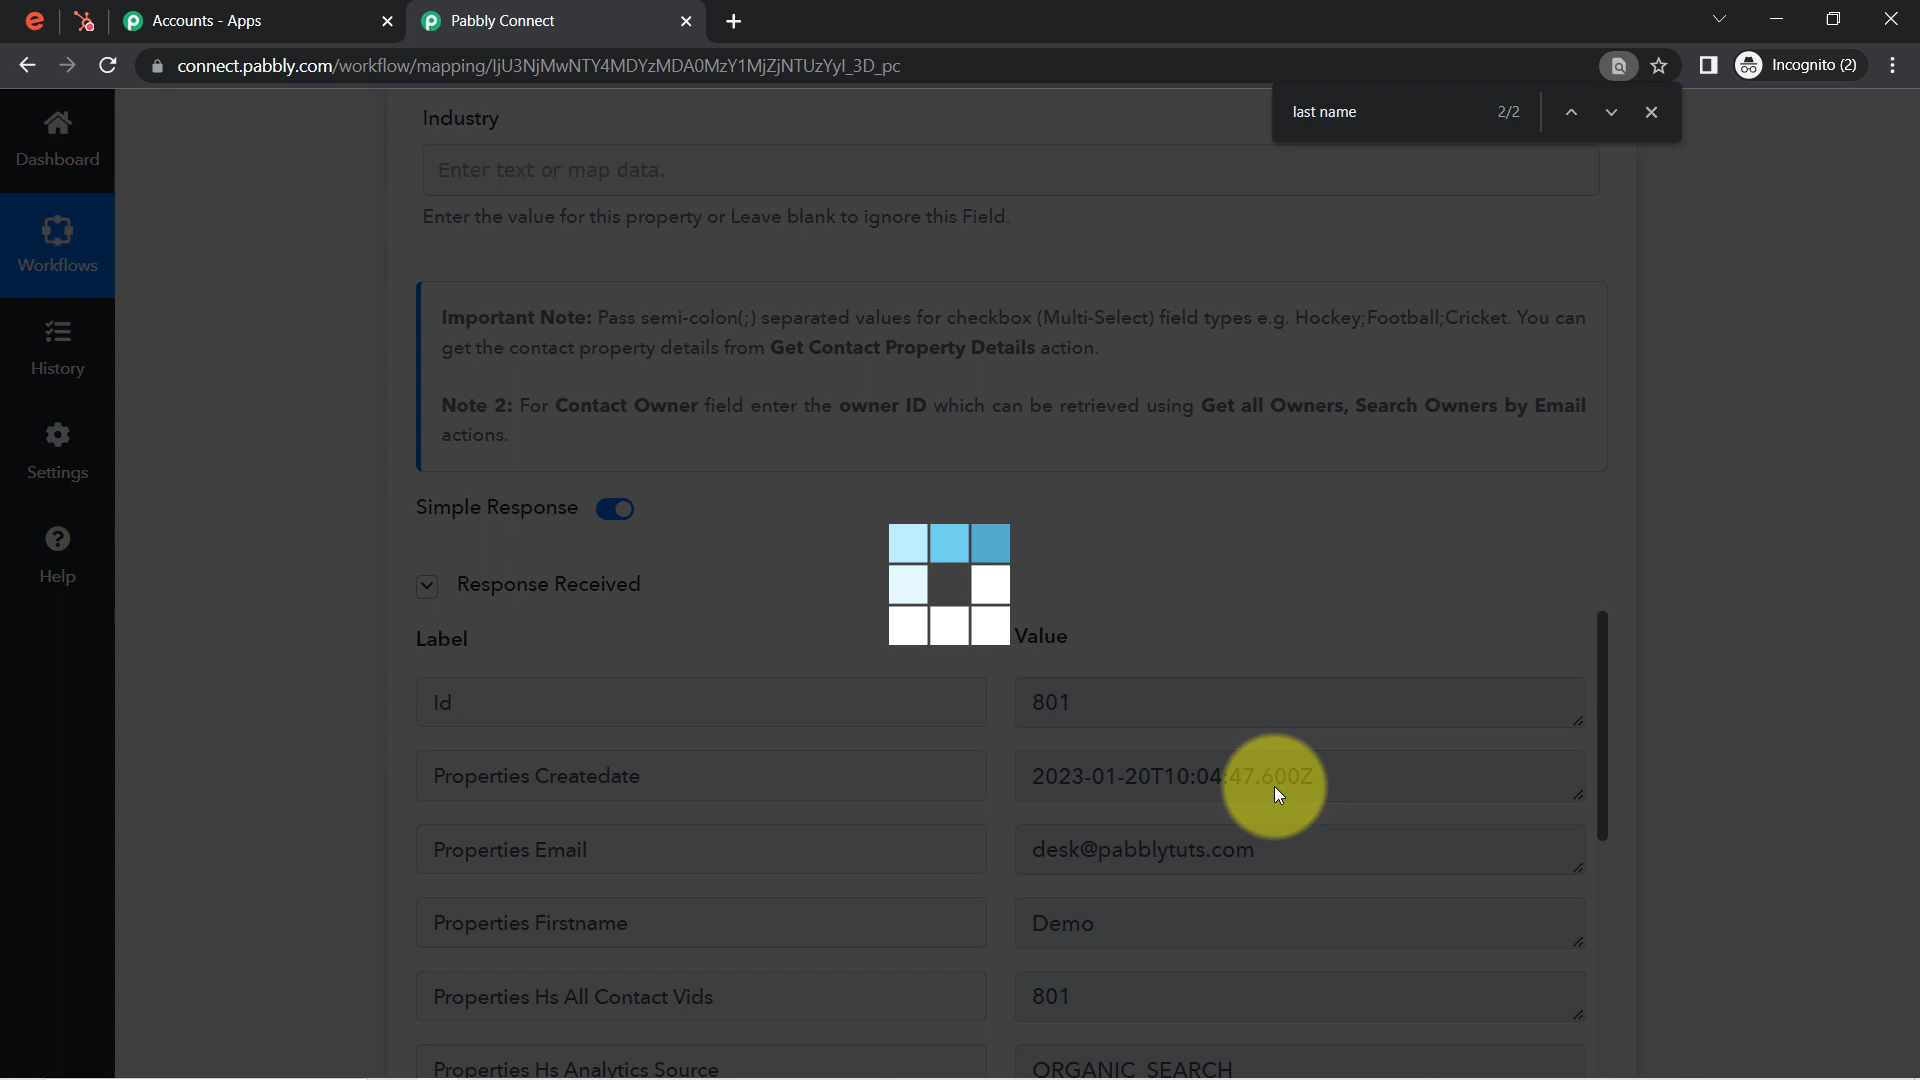 Accounts - Apps
Pabbly Connect
connect.pabbly.com/workflow/mapping/IjU3NjMwNTY4MDYzMDA0MzY1MjZjNTUzYyI_3D_pc
Incognito (2)
last name 2/2
Dashboard
Workflows
History
Settings
Help
Industry
Enter text or map data.
Enter the value for this property or Leave blank to ignore this Field.
Important Note: Pass semi-colon(;) separated values for checkbox (Multi-Select) field types e.g. Hockey;Football;Cricket. You can
get the contact property details from Get Contact Property Details action.
Note 2: For Contact Owner field enter the owner ID which can be retrieved using Get all Owners, Search Owners by Email
actions.
Simple Response
Response Received
Label Value
Id 801
Properties Createdate 2023-01-20T10:04:47.600Z
Properties Email desk@pabblytuts.com
Properties Firstname Demo
Properties Hs All Contact Vids 801
Properties Hs Analytics Source ORGANIC_SEARCH